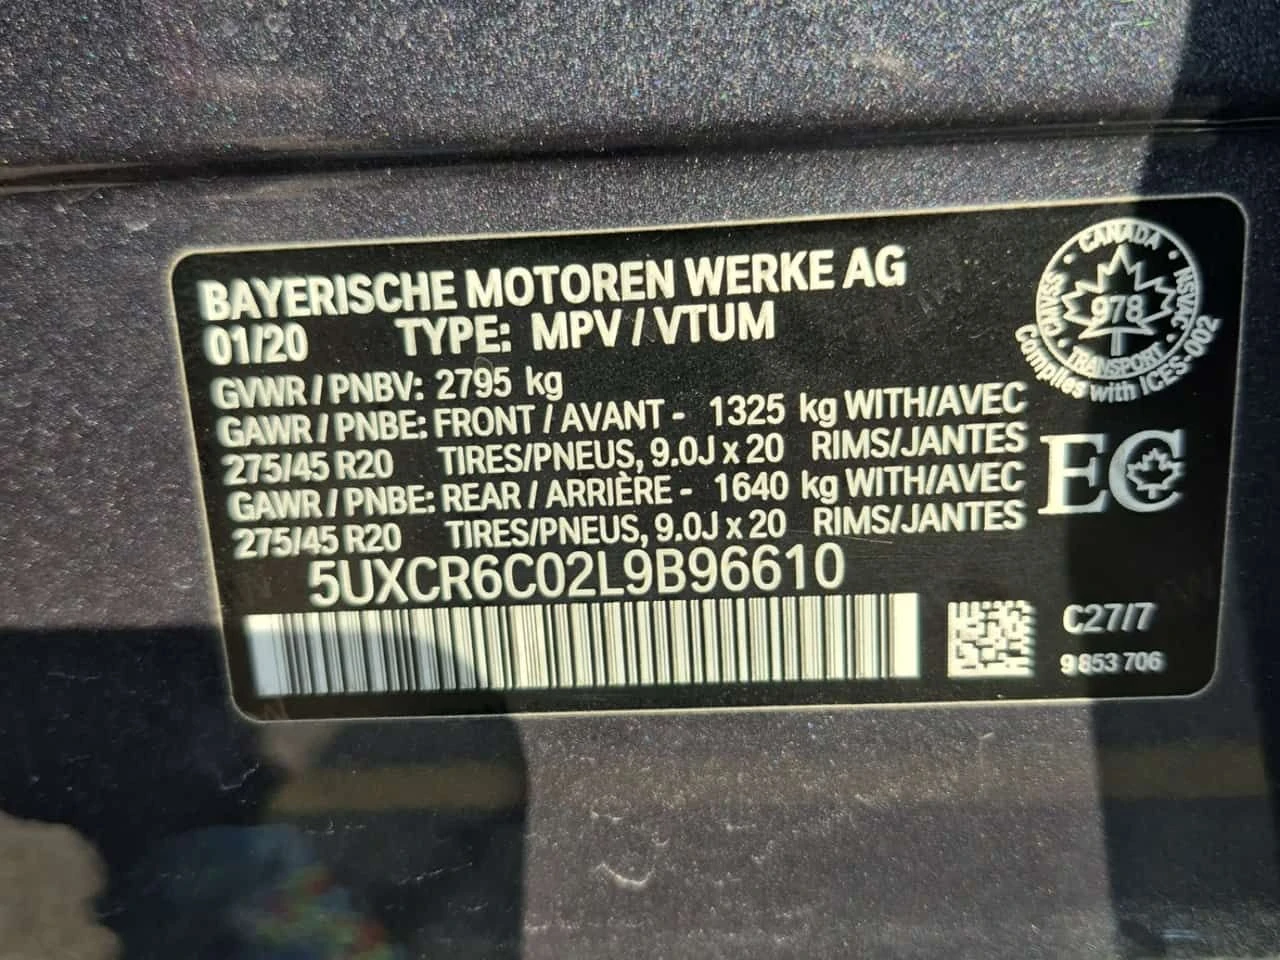 BAYERISCHE MOTOREN WERKE AG
01/20 TYPE: MPV / VTUM
GVWR / PNBV: 2795 kg
GAWR / PNBE: FRONT / AVANT - 1325 kg WITH/AVEC
275/45 R20 TIRES/PNEUS, 9.0J x 20 RIMS/JANTES
GAWR / PNBE: REAR / ARRIÈRE - 1640 kg WITH/AVEC
275/45 R20 TIRES/PNEUS, 9.0J x 20 RIMS/JANTES
5UXCR6C02L9B96610
CANADA
CMVSS NSVAC
978
TRANSPORT
Complies with ICES-002
EC
C27/7
9 853 706